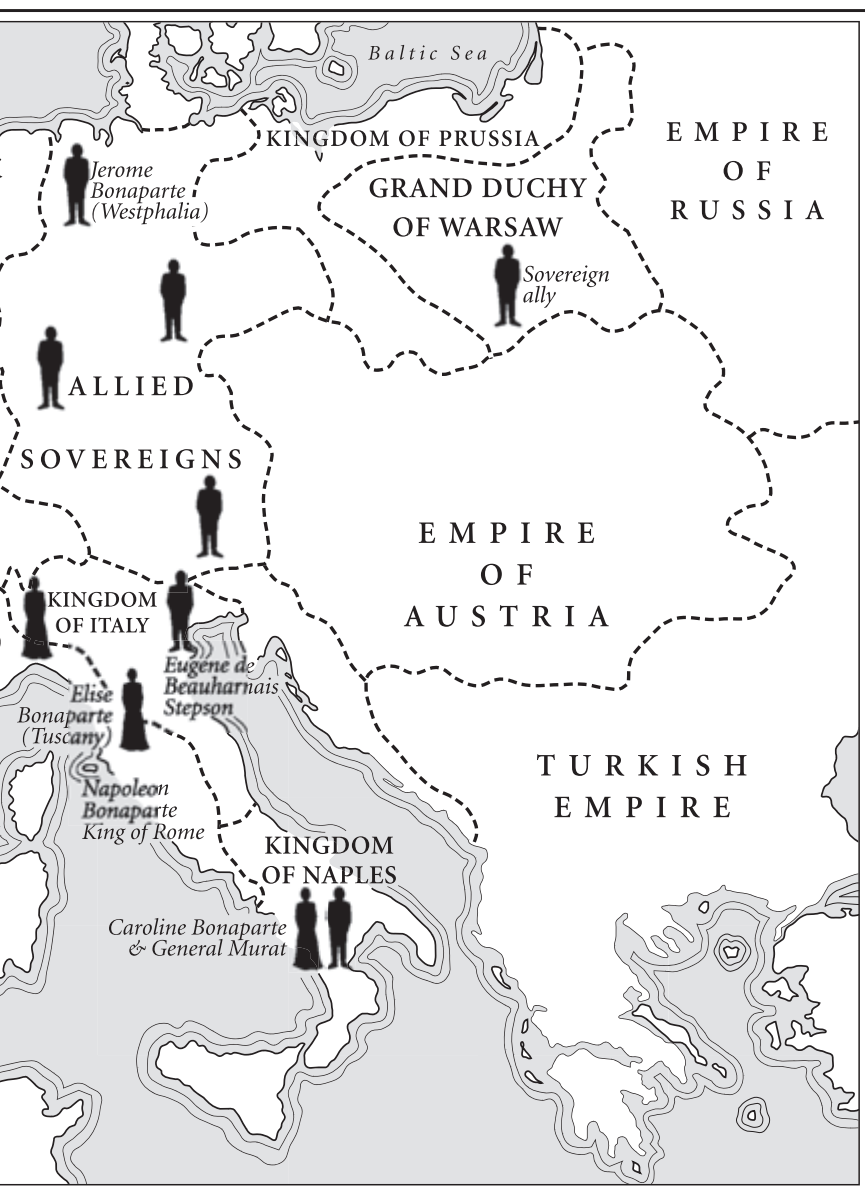 Baltic Sea
KINGDOM OF PRUSSIA
EMPIRE
OF
RUSSIA
Jerome
Bonaparte
(Westphalia)
GRAND DUCHY
OF WARSAW
Sovereign
ally
ALLIED
SOVEREIGNS
EMPIRE
OF
AUSTRIA
KINGDOM
OF ITALY
Eugène de
Beauharnais
Stepson
Elise
Bonaparte
(Tuscany)
Napoleon
Bonaparte
King of Rome
TURKISH
EMPIRE
KINGDOM
OF NAPLES
Caroline Bonaparte
& General Murat